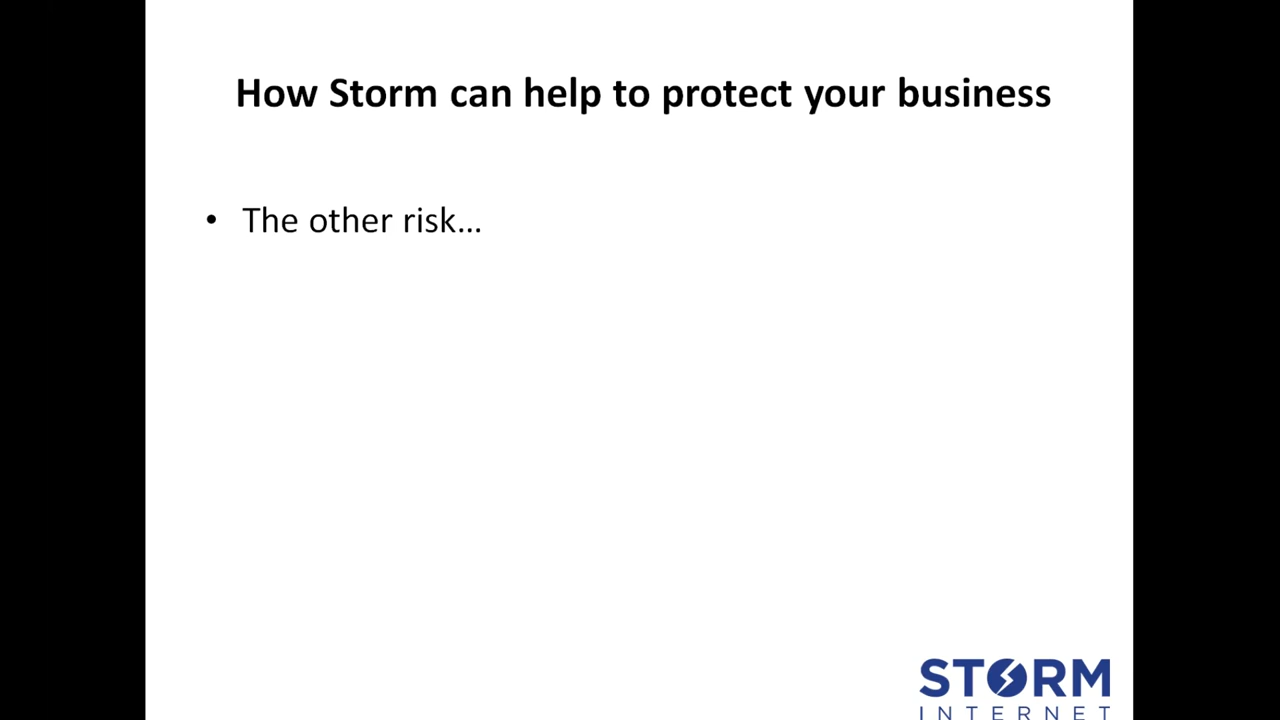 How Storm can help to protect your business
• The other risk…
STORM
INTERNET